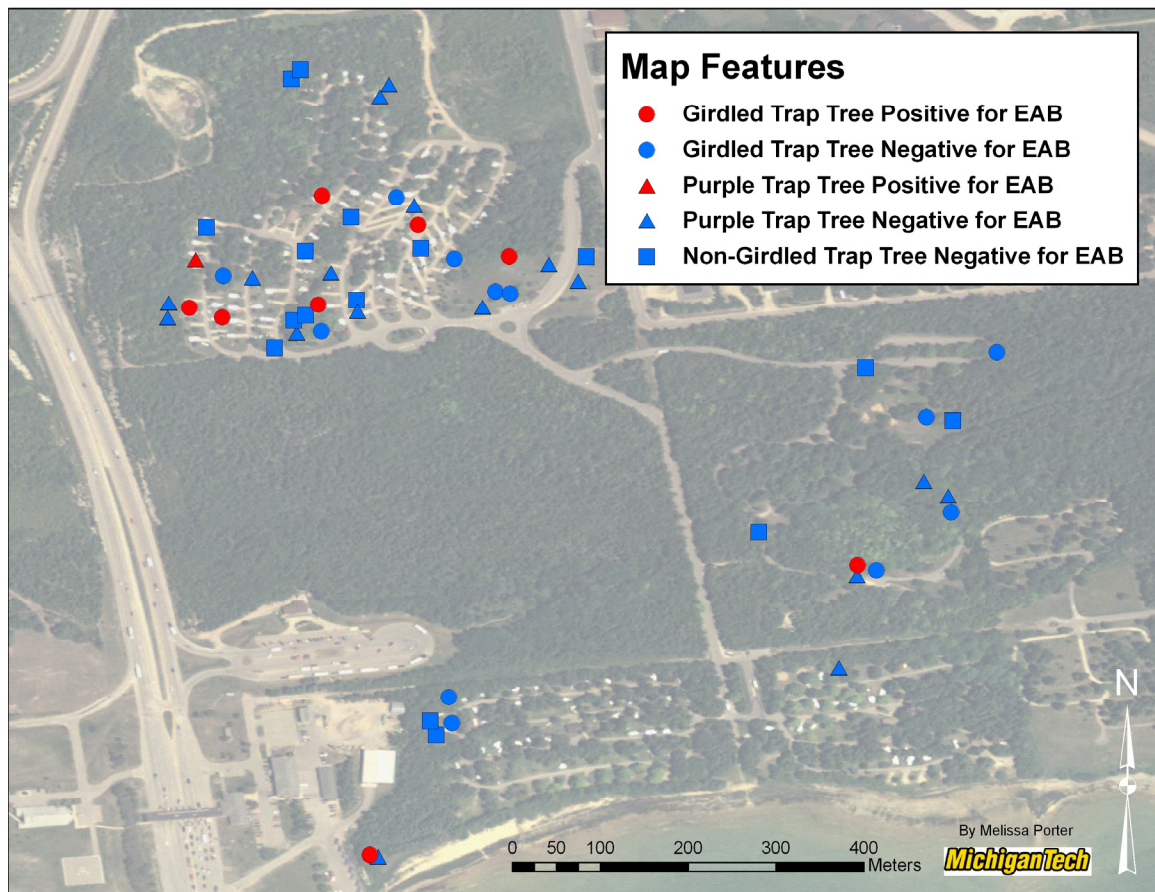 Map Features
Girdled Trap Tree Positive for EAB
Girdled Trap Tree Negative for EAB
Purple Trap Tree Positive for EAB
Purple Trap Tree Negative for EAB
Non-Girdled Trap Tree Negative for EAB
N
By Melissa Porter
MichiganTech
0 50 100 200 300 400
Meters